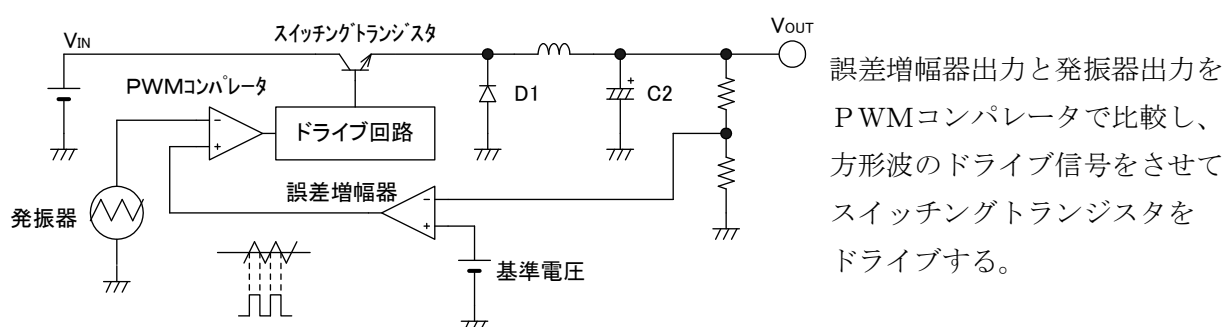 VIN
スイッチングトランジスタ
VOUT
PWMコンパレータ
D1
C2
ドライブ回路
誤差増幅器
発振器
基準電圧
誤差増幅器出力と発振器出力を
PWMコンパレータで比較し、
方形波のドライブ信号をさせて
スイッチングトランジスタを
ドライブする。